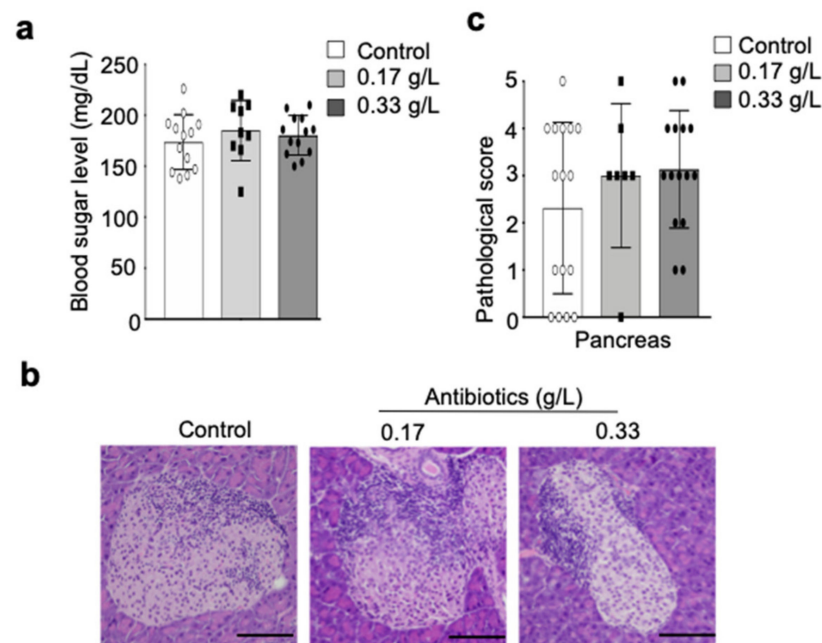 a
Blood sugar level (mg/dL)
250
200
150
100
50
0
Control
0.17 g/L
0.33 g/L
c
Pathological score
5
4
3
2
1
0
Pancreas
Control
0.17 g/L
0.33 g/L
b
Antibiotics (g/L)
Control
0.17
0.33